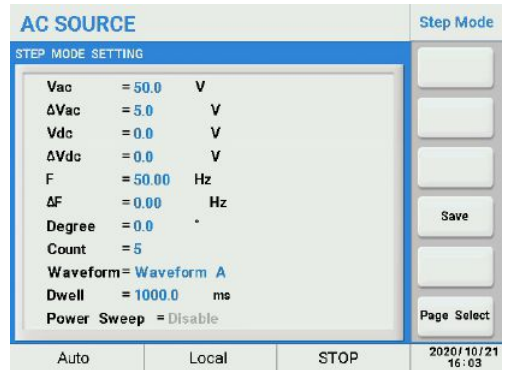 AC SOURCE
Step Mode
STEP MODE SETTING
Vac = 50.0 V
ΔVac = 5.0 V
Vdc = 0.0 V
ΔVdc = 0.0 V
F = 50.00 Hz
ΔF = 0.00 Hz
Degree = 0.0 °
Count = 5
Waveform = Waveform A
Dwell = 1000.0 ms
Power Sweep = Disable
Save
Page Select
Auto Local STOP
2020/10/21
16:03